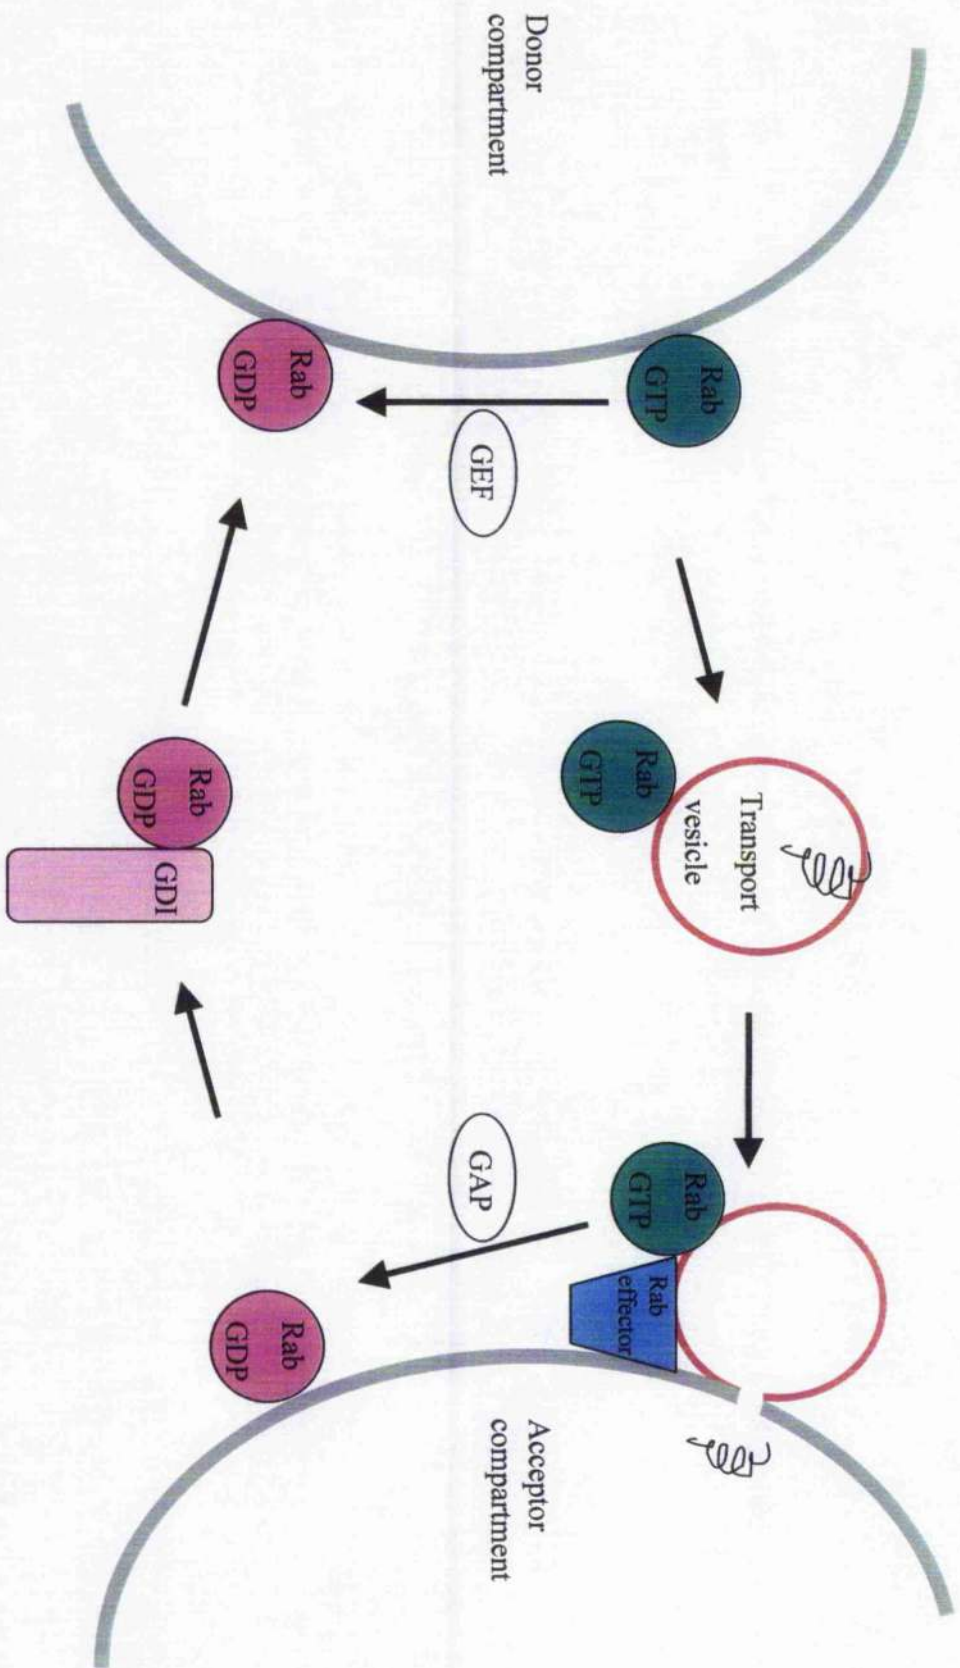 Donor
compartment
Rab
GTP
GEF
Rab
GDP
Transport
vesicle
Rab
GTP
Rab
GDP
GDI
Rab
GTP
Rab
effector
GAP
Rab
GDP
Acceptor
compartment